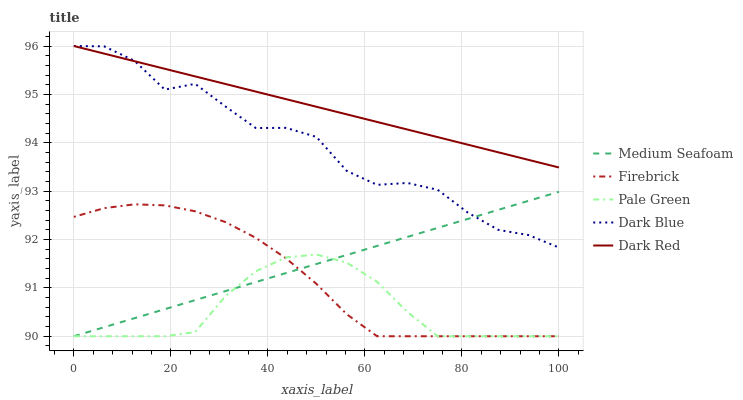 title
yaxis_label
96
95
94
93
92
91
90
0
20
40
60
80
100
xaxis_label
Medium Seafoam
Firebrick
Pale Green
Dark Blue
Dark Red